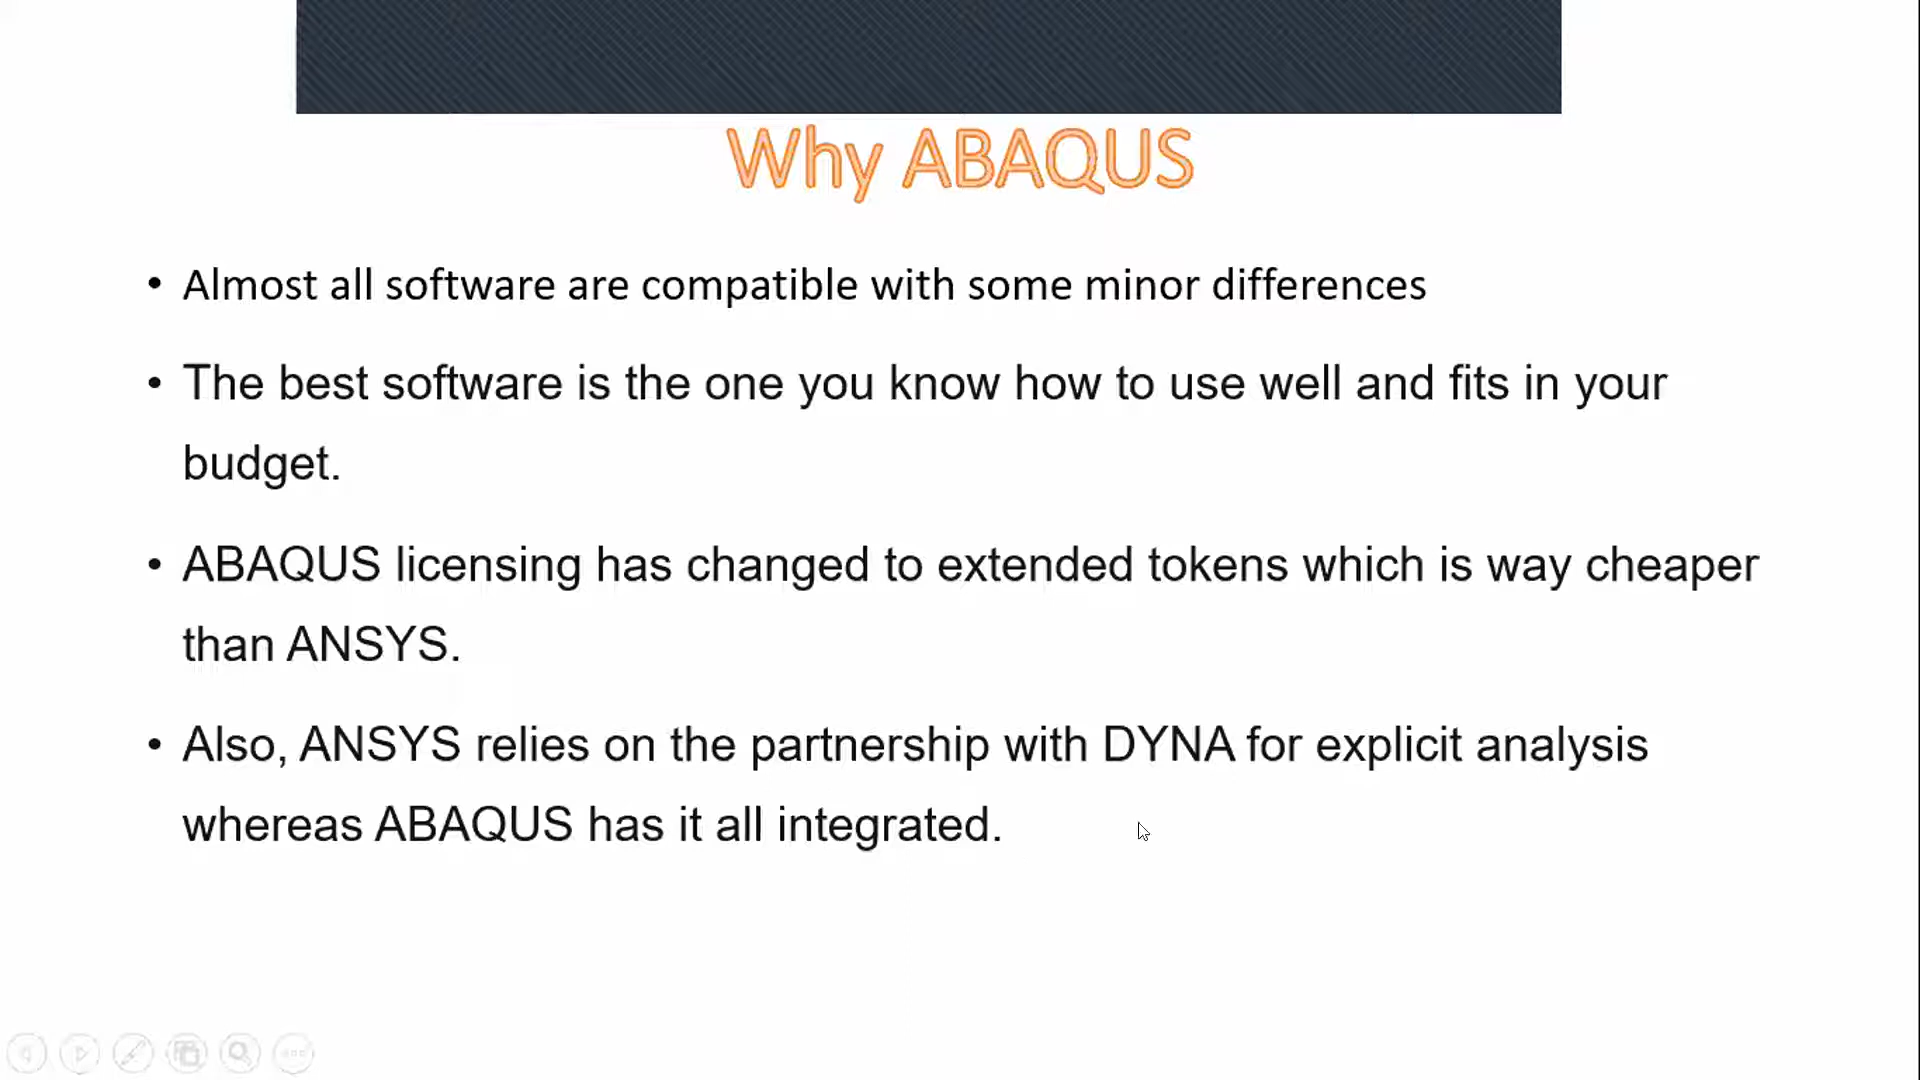 Why ABAQUS
• Almost all software are compatible with some minor differences
• The best software is the one you know how to use well and fits in your
budget.
• ABAQUS licensing has changed to extended tokens which is way cheaper
than ANSYS.
• Also, ANSYS relies on the partnership with DYNA for explicit analysis
whereas ABAQUS has it all integrated.